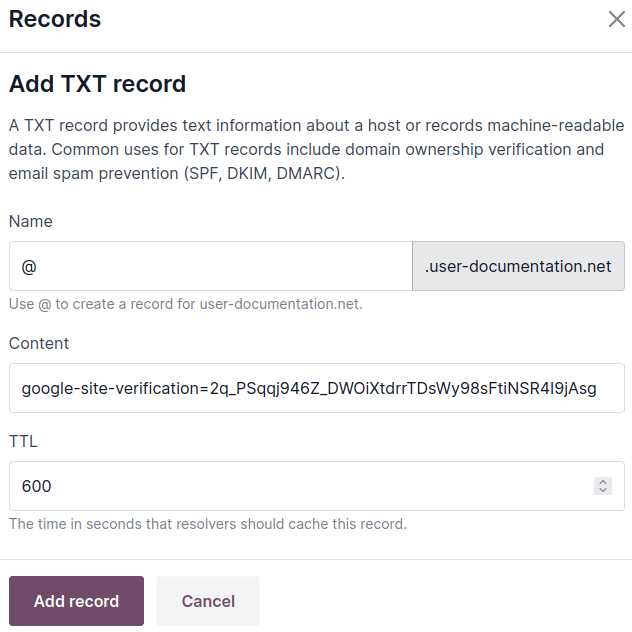 Records
Add TXT record
A TXT record provides text information about a host or records machine-readable
data. Common uses for TXT records include domain ownership verification and
email spam prevention (SPF, DKIM, DMARC).
Name
@ .user-documentation.net
Use @ to create a record for user-documentation.net.
Content
google-site-verification=2q_PSqqj946Z_DWOiXtdrrTDsWy98sFtiNSR4I9jAsg
TTL
600
The time in seconds that resolvers should cache this record.
Add record Cancel